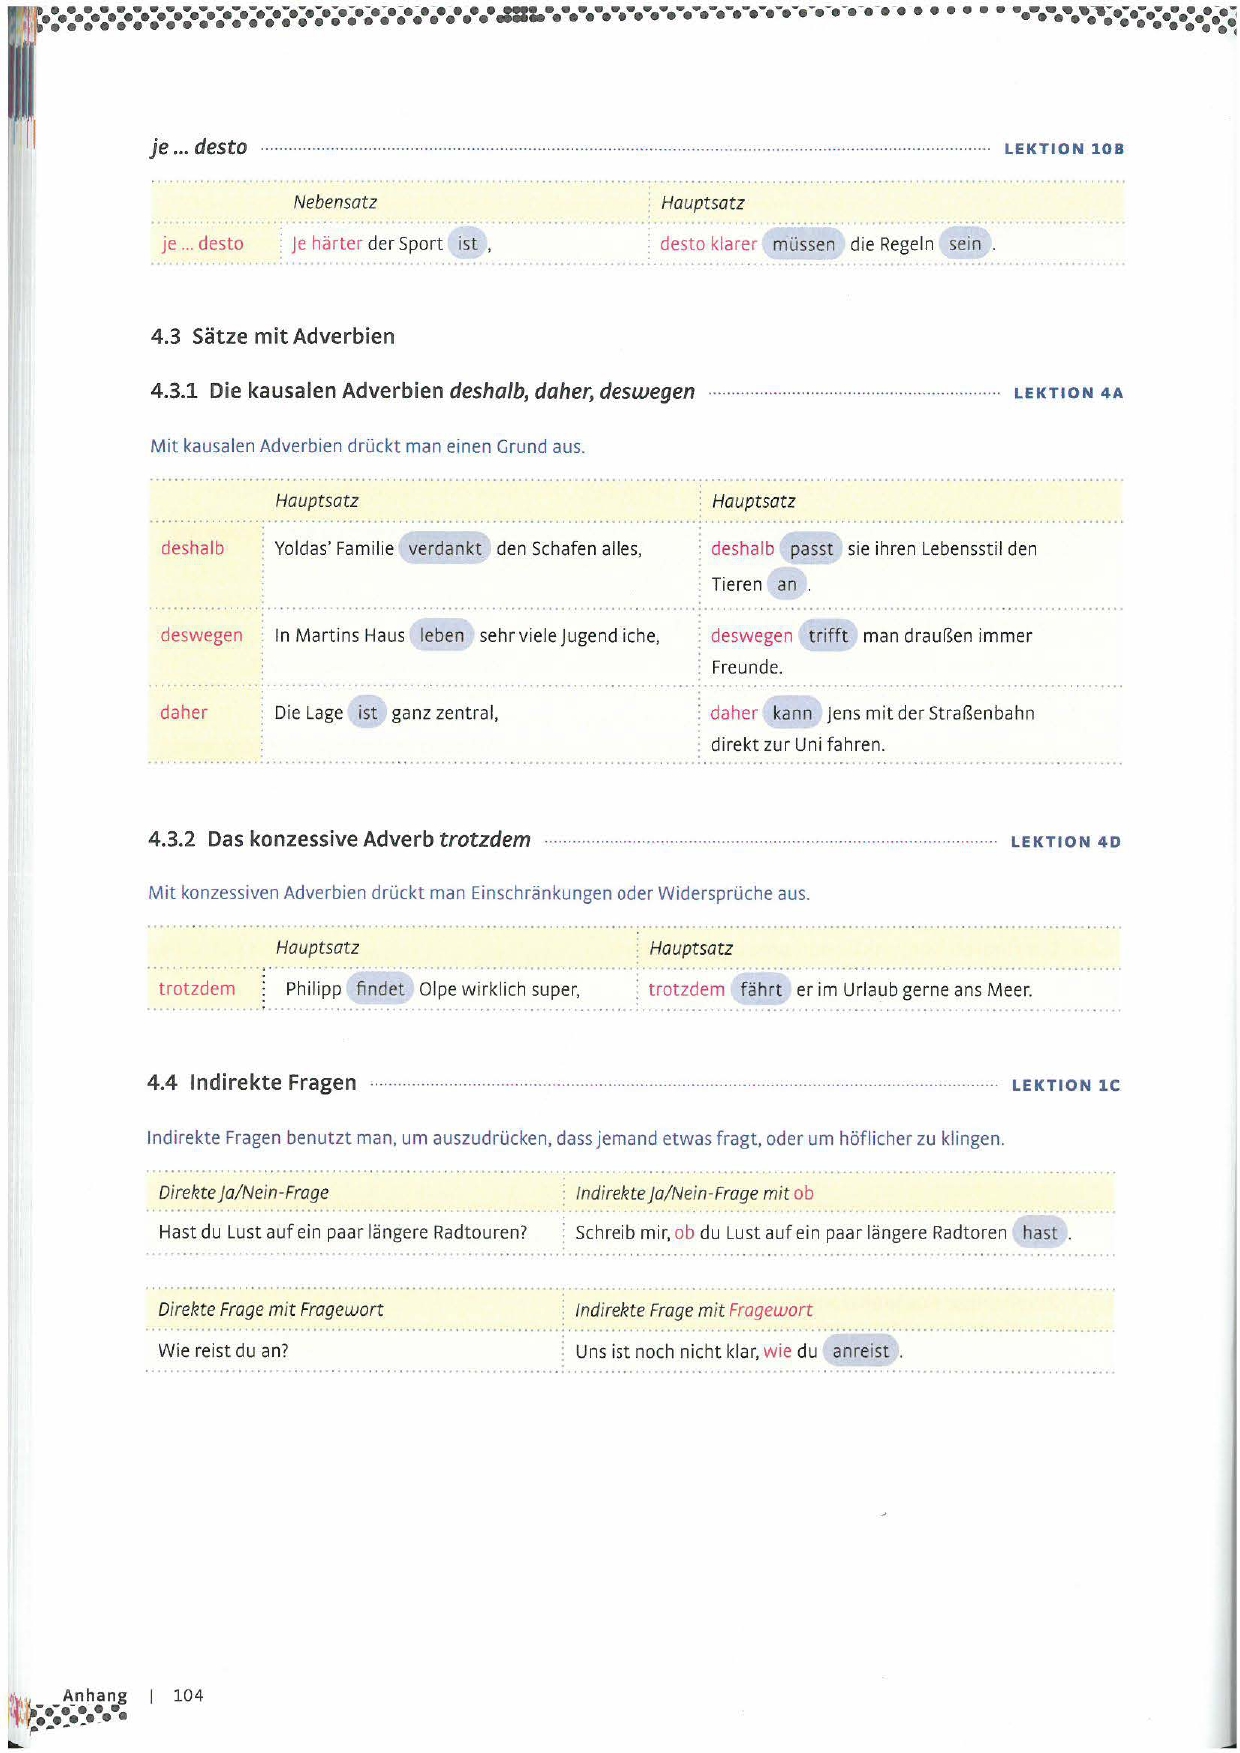 je ... desto LEKTION 10B
Nebensatz Hauptsatz
je ... desto Je härter der Sport ist , desto klarer müssen die Regeln sein .
4.3 Sätze mit Adverbien
4.3.1 Die kausalen Adverbien deshalb, daher, deswegen LEKTION 4A
Mit kausalen Adverbien drückt man einen Grund aus.
Hauptsatz Hauptsatz
deshalb Yoldas' Familie verdankt den Schafen alles, deshalb passt sie ihren Lebensstil den
Tieren an .
deswegen In Martins Haus leben sehr viele Jugend iche, deswegen trifft man draußen immer
Freunde.
daher Die Lage ist ganz zentral, daher kann Jens mit der Straßenbahn
direkt zur Uni fahren.
4.3.2 Das konzessive Adverb trotzdem LEKTION 4D
Mit konzessiven Adverbien drückt man Einschränkungen oder Widersprüche aus.
Hauptsatz Hauptsatz
trotzdem Philipp findet Olpe wirklich super, trotzdem fährt er im Urlaub gerne ans Meer.
4.4 Indirekte Fragen LEKTION 1C
Indirekte Fragen benutzt man, um auszudrücken, dass jemand etwas fragt, oder um höflicher zu klingen.
Direkte Ja/Nein-Frage Indirekte Ja/Nein-Frage mit ob
Hast du Lust auf ein paar längere Radtouren? Schreib mir, ob du Lust auf ein paar längere Radtoren hast .
Direkte Frage mit Fragewort Indirekte Frage mit Fragewort
Wie reist du an? Uns ist noch nicht klar, wie du anreist .
Anhang | 104